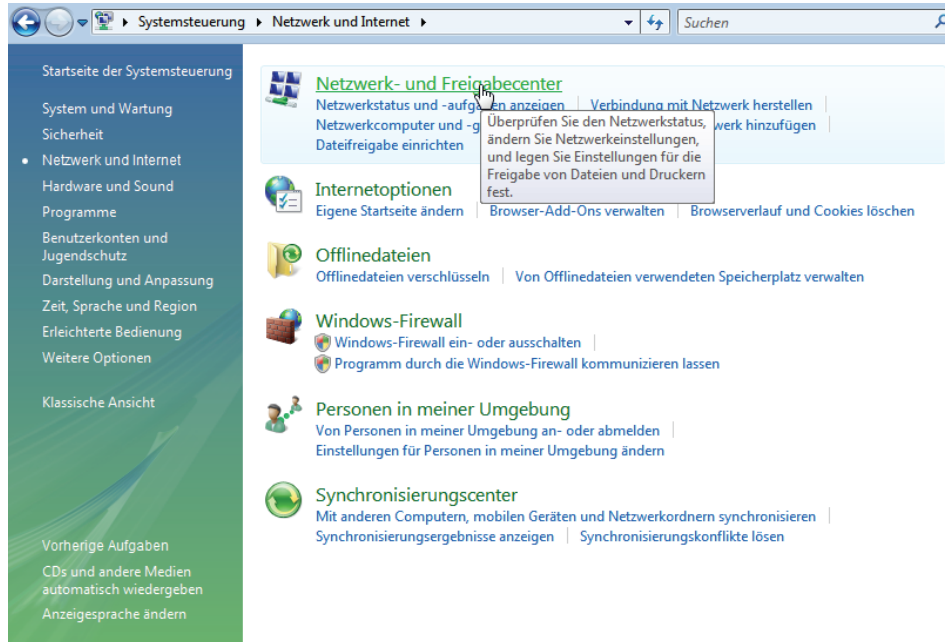 Systemsteuerung ▸ Netzwerk und Internet ▸
Suchen
Startseite der Systemsteuerung
System und Wartung
Sicherheit
• Netzwerk und Internet
Hardware und Sound
Programme
Benutzerkonten und
Jugendschutz
Darstellung und Anpassung
Zeit, Sprache und Region
Erleichterte Bedienung
Weitere Optionen
Klassische Ansicht
Vorherige Aufgaben
CDs und andere Medien
automatisch wiedergeben
Anzeigesprache ändern
Netzwerk- und Freigabecenter
Netzwerkstatus und -aufgaben anzeigen | Verbindung mit Netzwerk herstellen
Netzwerkcomputer und -g werk hinzufügen
Dateifreigabe einrichten
Überprüfen Sie den Netzwerkstatus,
ändern Sie Netzwerkeinstellungen,
und legen Sie Einstellungen für die
Freigabe von Dateien und Druckern
fest.
Internetoptionen
Eigene Startseite ändern | Browser-Add-Ons verwalten | Browserverlauf und Cookies löschen
Offlinedateien
Offlinedateien verschlüsseln | Von Offlinedateien verwendeten Speicherplatz verwalten
Windows-Firewall
Windows-Firewall ein- oder ausschalten
Programm durch die Windows-Firewall kommunizieren lassen
Personen in meiner Umgebung
Von Personen in meiner Umgebung an- oder abmelden
Einstellungen für Personen in meiner Umgebung ändern
Synchronisierungscenter
Mit anderen Computern, mobilen Geräten und Netzwerkordnern synchronisieren
Synchronisierungsergebnisse anzeigen | Synchronisierungskonflikte lösen